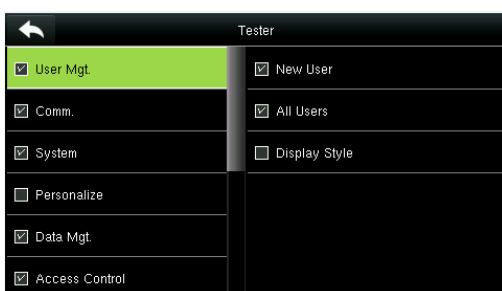 Tester
User Mgt.
Comm.
System
Personalize
Data Mgt.
Access Control
New User
All Users
Display Style